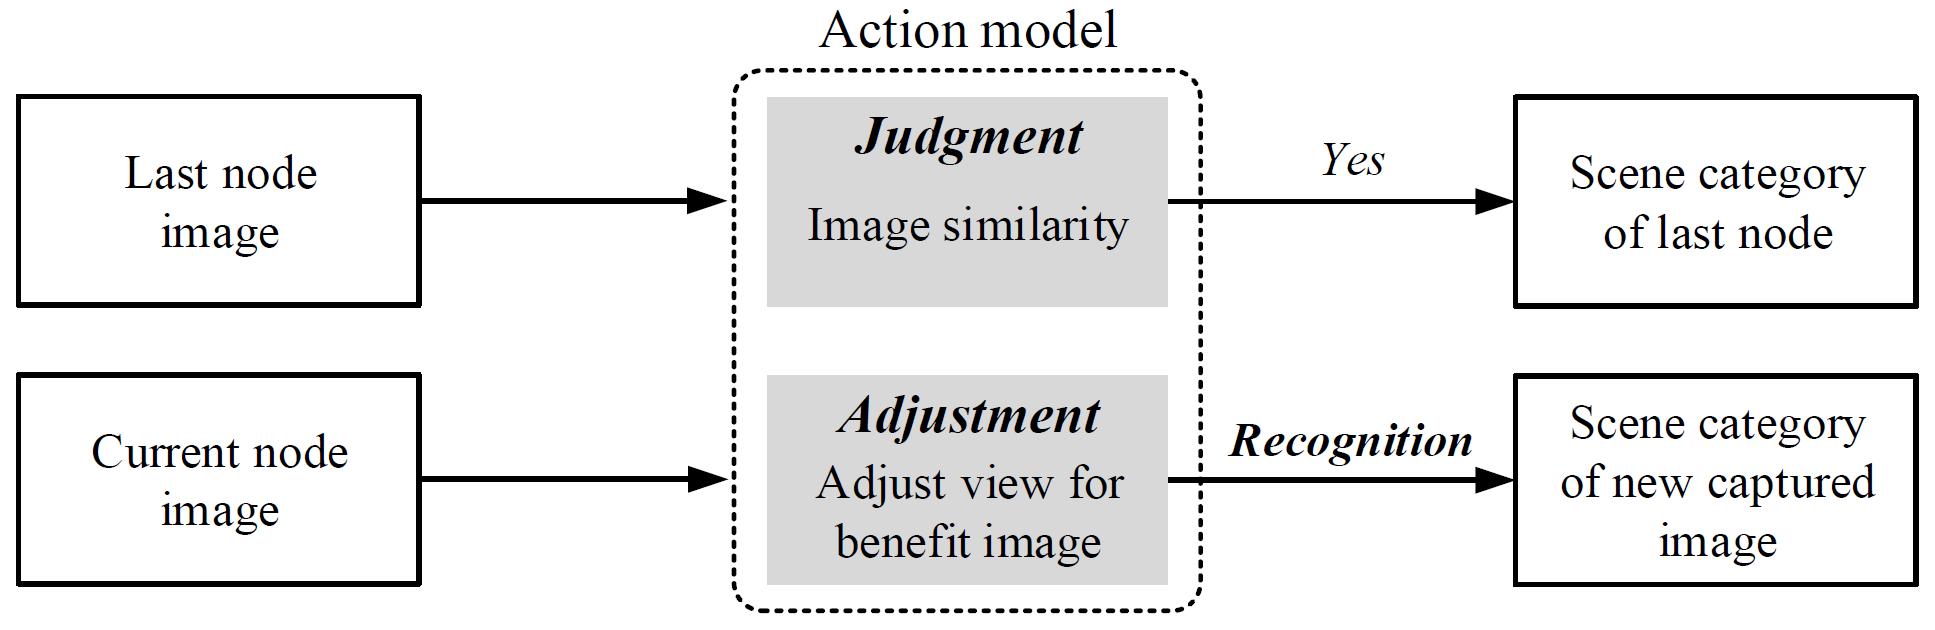 Action model
Last node
image
Judgment
Image similarity
Yes
Scene category
of last node
Current node
image
Adjustment
Adjust view for
benefit image
Recognition
Scene category
of new captured
image